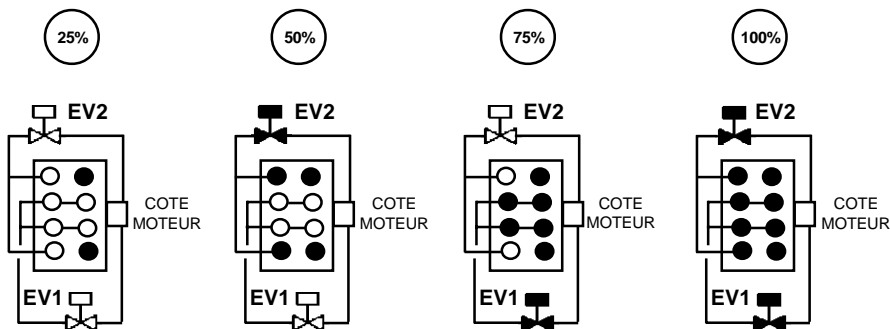 25%
50%
75%
100%
EV2
EV2
EV2
EV2
COTE
MOTEUR
COTE
MOTEUR
COTE
MOTEUR
COTE
MOTEUR
EV1
EV1
EV1
EV1